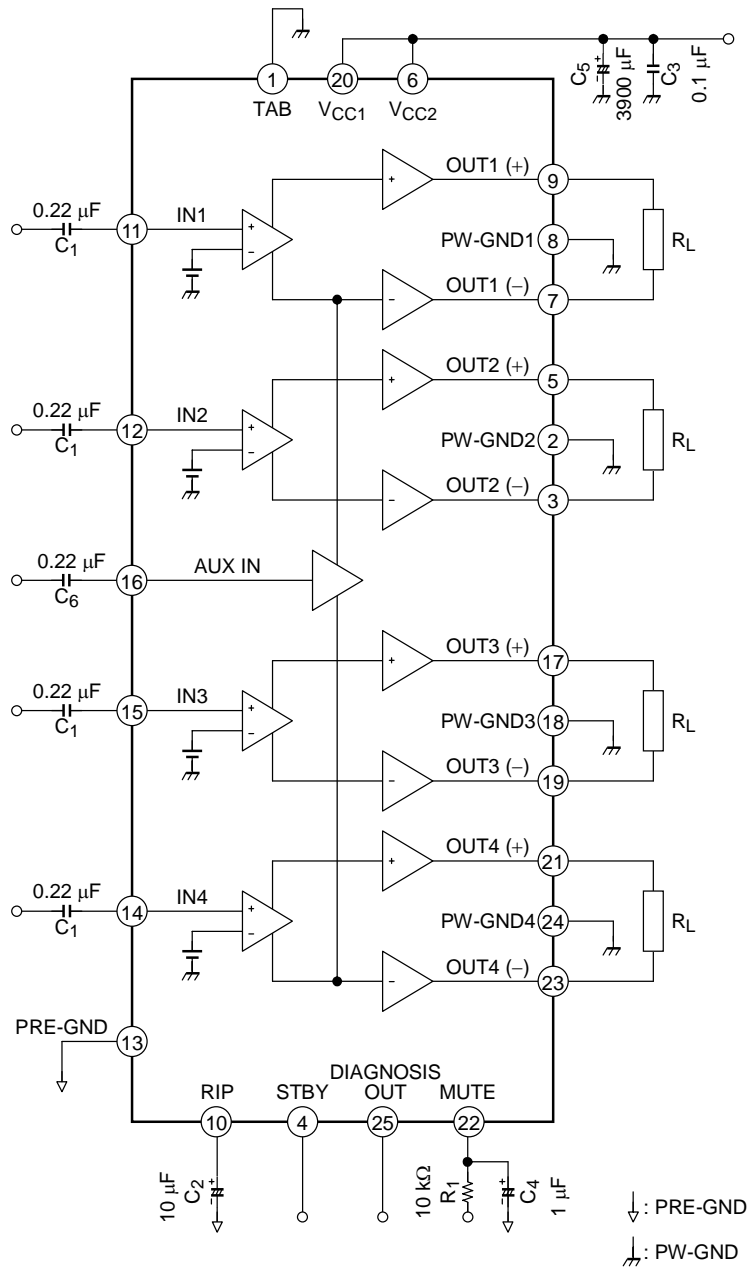 1
TAB
20
VCC1
6
VCC2
C5
3900 µF
C3
0.1 µF
0.22 µF
C1
11
IN1
+
−
+
OUT1 (+)
9
PW-GND1
8
RL
−
OUT1 (−)
7
0.22 µF
C1
12
IN2
+
−
+
OUT2 (+)
5
PW-GND2
2
RL
−
OUT2 (−)
3
0.22 µF
C6
16
AUX IN
0.22 µF
C1
15
IN3
+
−
+
OUT3 (+)
17
PW-GND3
18
RL
−
OUT3 (−)
19
0.22 µF
C1
14
IN4
+
−
+
OUT4 (+)
21
PW-GND4
24
RL
−
OUT4 (−)
23
PRE-GND
13
RIP
10
STBY
4
DIAGNOSIS
OUT
25
MUTE
22
10 µF
C2
10 kΩ
R1
C4
1 µF
: PRE-GND
: PW-GND